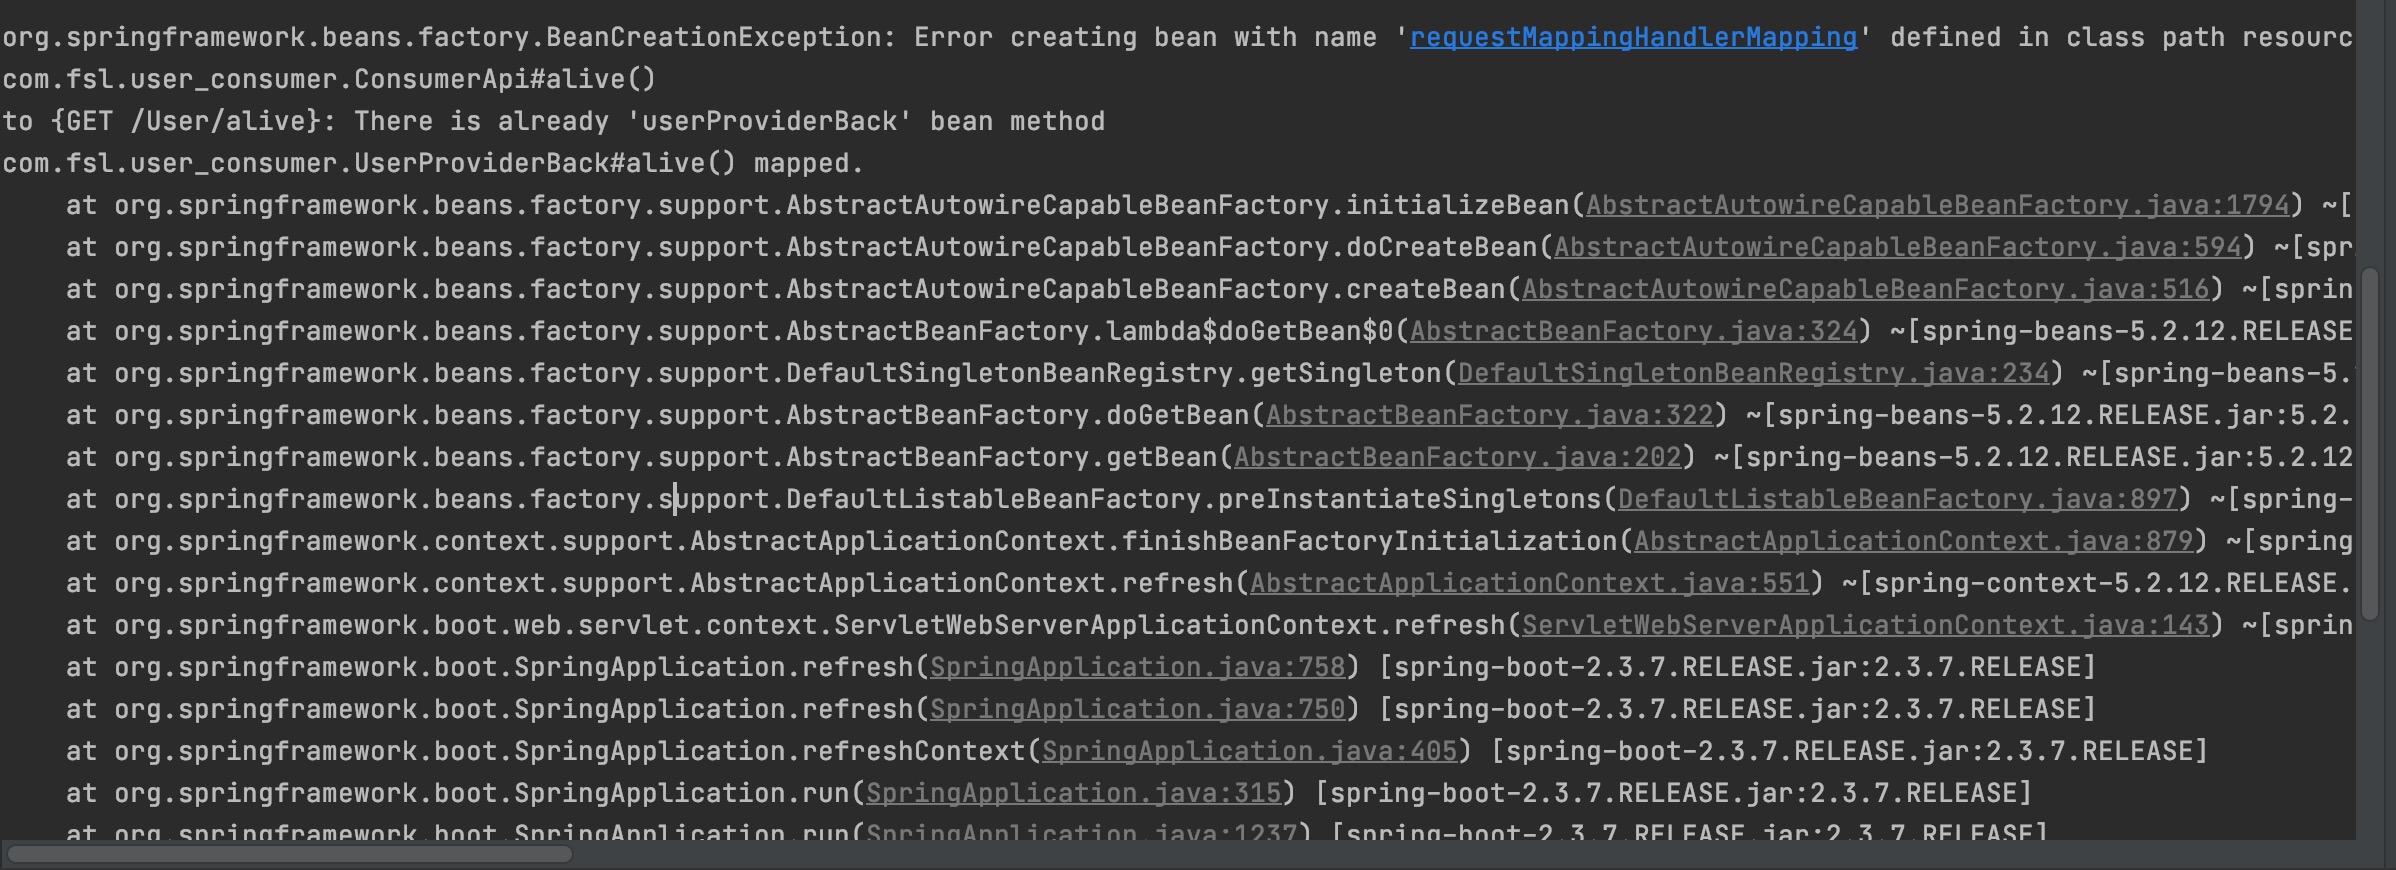 org.springframework.beans.factory.BeanCreationException: Error creating bean with name 'requestMappingHandlerMapping' defined in class path resourc
com.fsl.user_consumer.ConsumerApi#alive()
to {GET /User/alive}: There is already 'userProviderBack' bean method
com.fsl.user_consumer.UserProviderBack#alive() mapped.
    at org.springframework.beans.factory.support.AbstractAutowireCapableBeanFactory.initializeBean(AbstractAutowireCapableBeanFactory.java:1794) ~[
    at org.springframework.beans.factory.support.AbstractAutowireCapableBeanFactory.doCreateBean(AbstractAutowireCapableBeanFactory.java:594) ~[spr
    at org.springframework.beans.factory.support.AbstractAutowireCapableBeanFactory.createBean(AbstractAutowireCapableBeanFactory.java:516) ~[sprin
    at org.springframework.beans.factory.support.AbstractBeanFactory.lambda$doGetBean$0(AbstractBeanFactory.java:324) ~[spring-beans-5.2.12.RELEASE
    at org.springframework.beans.factory.support.DefaultSingletonBeanRegistry.getSingleton(DefaultSingletonBeanRegistry.java:234) ~[spring-beans-5.
    at org.springframework.beans.factory.support.AbstractBeanFactory.doGetBean(AbstractBeanFactory.java:322) ~[spring-beans-5.2.12.RELEASE.jar:5.2.
    at org.springframework.beans.factory.support.AbstractBeanFactory.getBean(AbstractBeanFactory.java:202) ~[spring-beans-5.2.12.RELEASE.jar:5.2.12
    at org.springframework.beans.factory.support.DefaultListableBeanFactory.preInstantiateSingletons(DefaultListableBeanFactory.java:897) ~[spring-
    at org.springframework.context.support.AbstractApplicationContext.finishBeanFactoryInitialization(AbstractApplicationContext.java:879) ~[spring
    at org.springframework.context.support.AbstractApplicationContext.refresh(AbstractApplicationContext.java:551) ~[spring-context-5.2.12.RELEASE.
    at org.springframework.boot.web.servlet.context.ServletWebServerApplicationContext.refresh(ServletWebServerApplicationContext.java:143) ~[sprin
    at org.springframework.boot.SpringApplication.refresh(SpringApplication.java:758) [spring-boot-2.3.7.RELEASE.jar:2.3.7.RELEASE]
    at org.springframework.boot.SpringApplication.refresh(SpringApplication.java:750) [spring-boot-2.3.7.RELEASE.jar:2.3.7.RELEASE]
    at org.springframework.boot.SpringApplication.refreshContext(SpringApplication.java:405) [spring-boot-2.3.7.RELEASE.jar:2.3.7.RELEASE]
    at org.springframework.boot.SpringApplication.run(SpringApplication.java:315) [spring-boot-2.3.7.RELEASE.jar:2.3.7.RELEASE]
    at org.springframework.boot.SpringApplication.run(SpringApplication.java:1237) [spring-boot-2.3.7.RELEASE.jar:2.3.7.RELEASE]